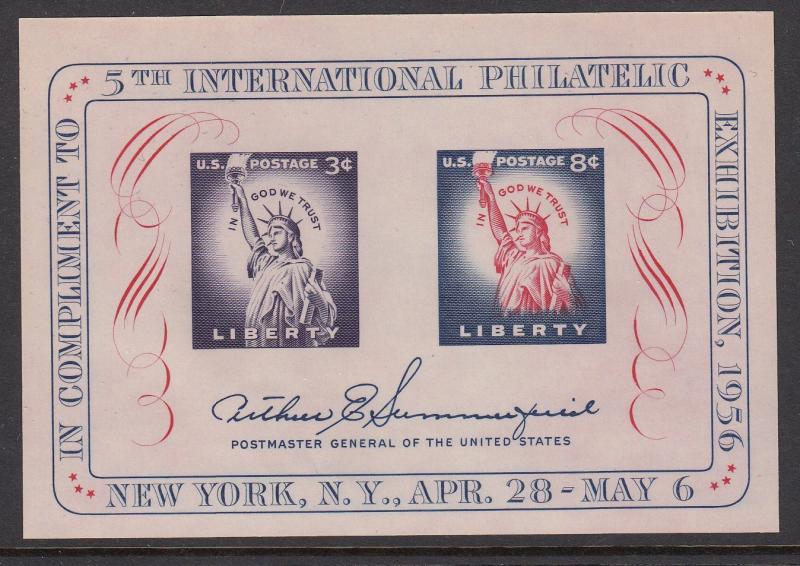 IN COMPLIMENT TO
5TH INTERNATIONAL PHILATELIC
EXHIBITION, 1956
U.S. POSTAGE 3¢
IN GOD WE TRUST
LIBERTY
U.S. POSTAGE 8¢
IN GOD WE TRUST
LIBERTY
Arthur E Summerfield
POSTMASTER GENERAL OF THE UNITED STATES
NEW YORK, N.Y., APR. 28 - MAY 6